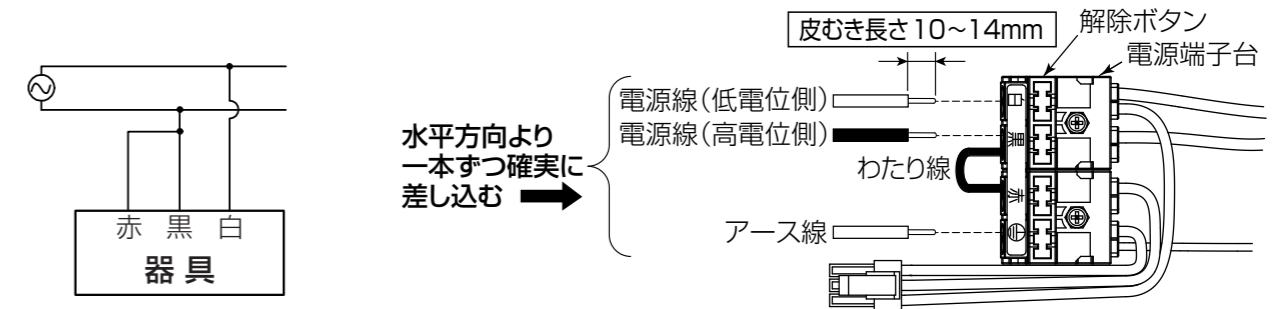 赤 黒 白
器具
水平方向より
一本ずつ確実に
差し込む
皮むき長さ10~14mm
解除ボタン
電源端子台
電源線(低電位側)
電源線(高電位側)
わたり線
アース線
白
黒
赤